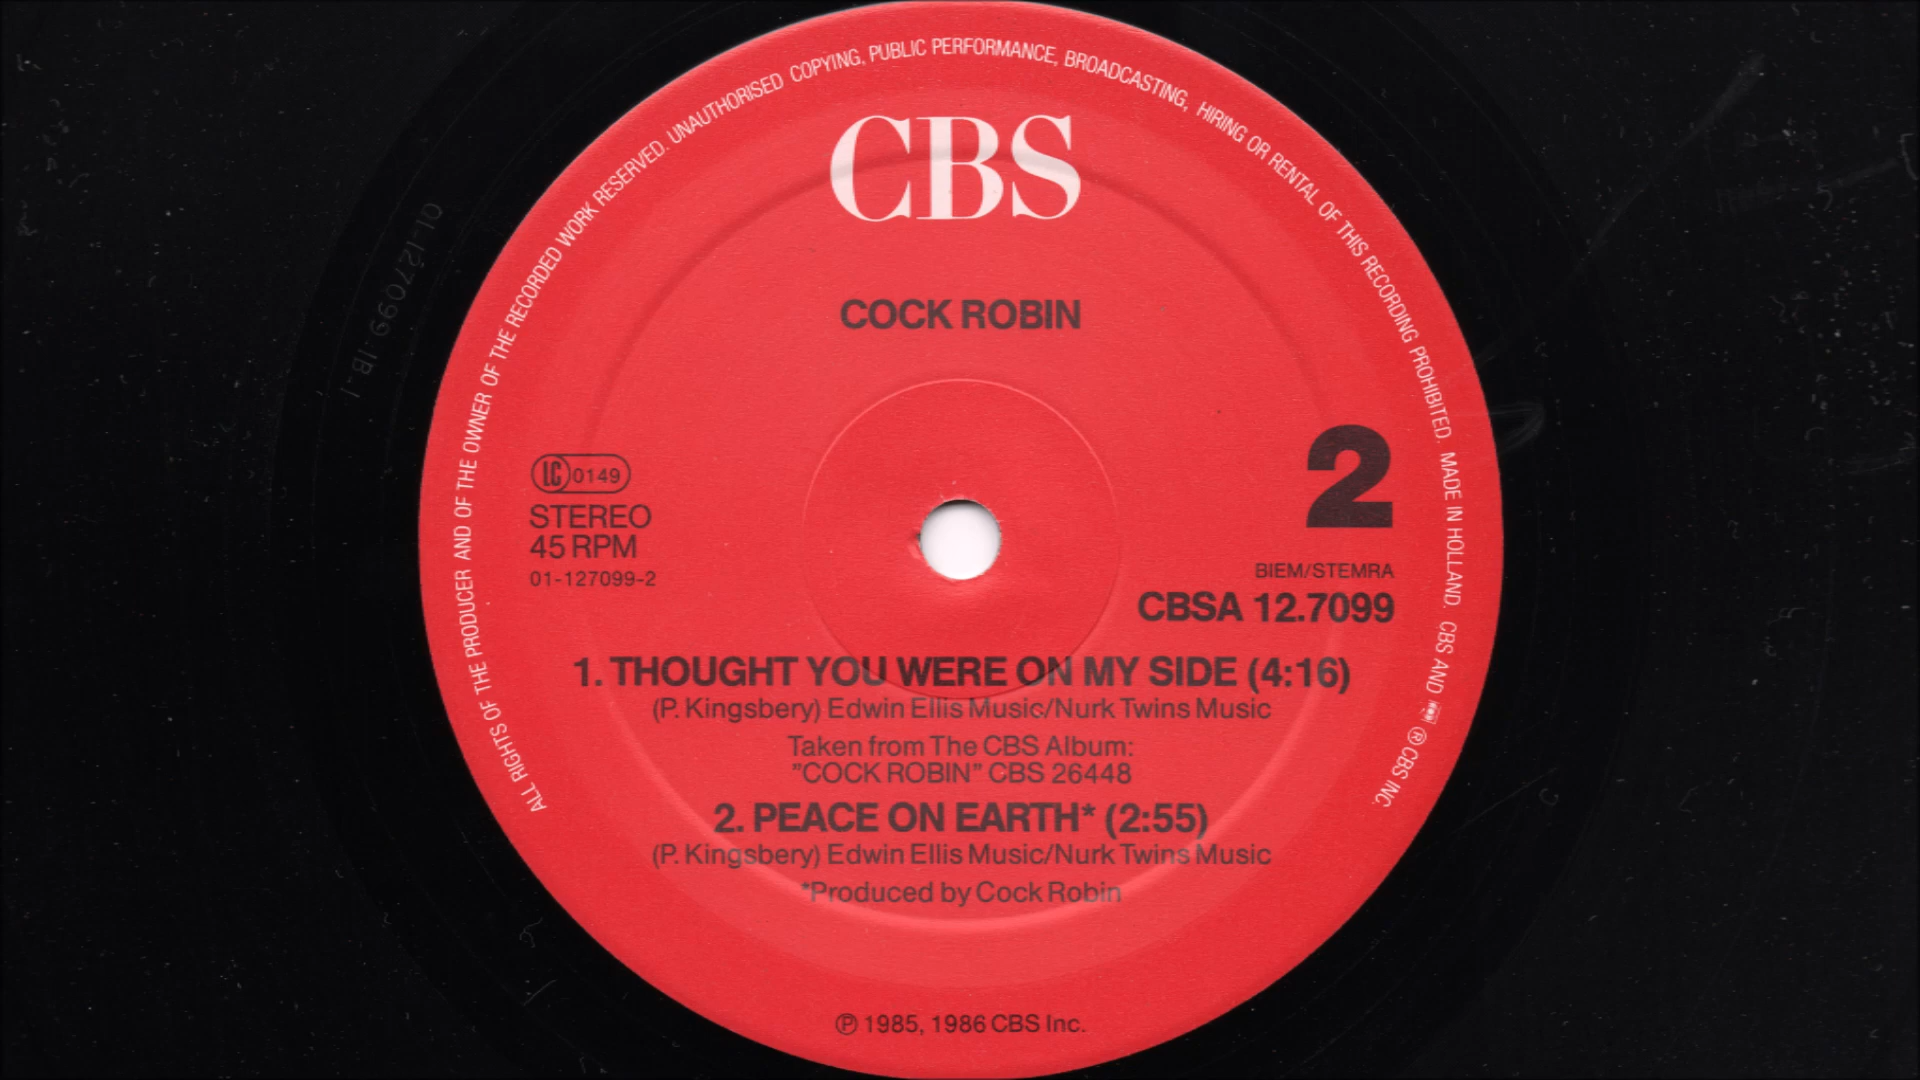 ALL RIGHTS OF THE PRODUCER AND OF THE OWNER OF THE RECORDED WORK RESERVED. UNAUTHORISED COPYING, PUBLIC PERFORMANCE, BROADCASTING, HIRING OR RENTAL OF THIS RECORDING PROHIBITED. MADE IN HOLLAND. CBS AND ® CBS INC.
CBS
COCK ROBIN
LC 0149
STEREO
45 RPM
01-127099-2
2
BIEM/STEMRA
CBSA 12.7099
1. THOUGHT YOU WERE ON MY SIDE (4:16)
(P. Kingsbery) Edwin Ellis Music/Nurk Twins Music
Taken from The CBS Album:
"COCK ROBIN" CBS 26448
2. PEACE ON EARTH* (2:55)
(P. Kingsbery) Edwin Ellis Music/Nurk Twins Music
*Produced by Cock Robin
℗ 1985, 1986 CBS Inc.